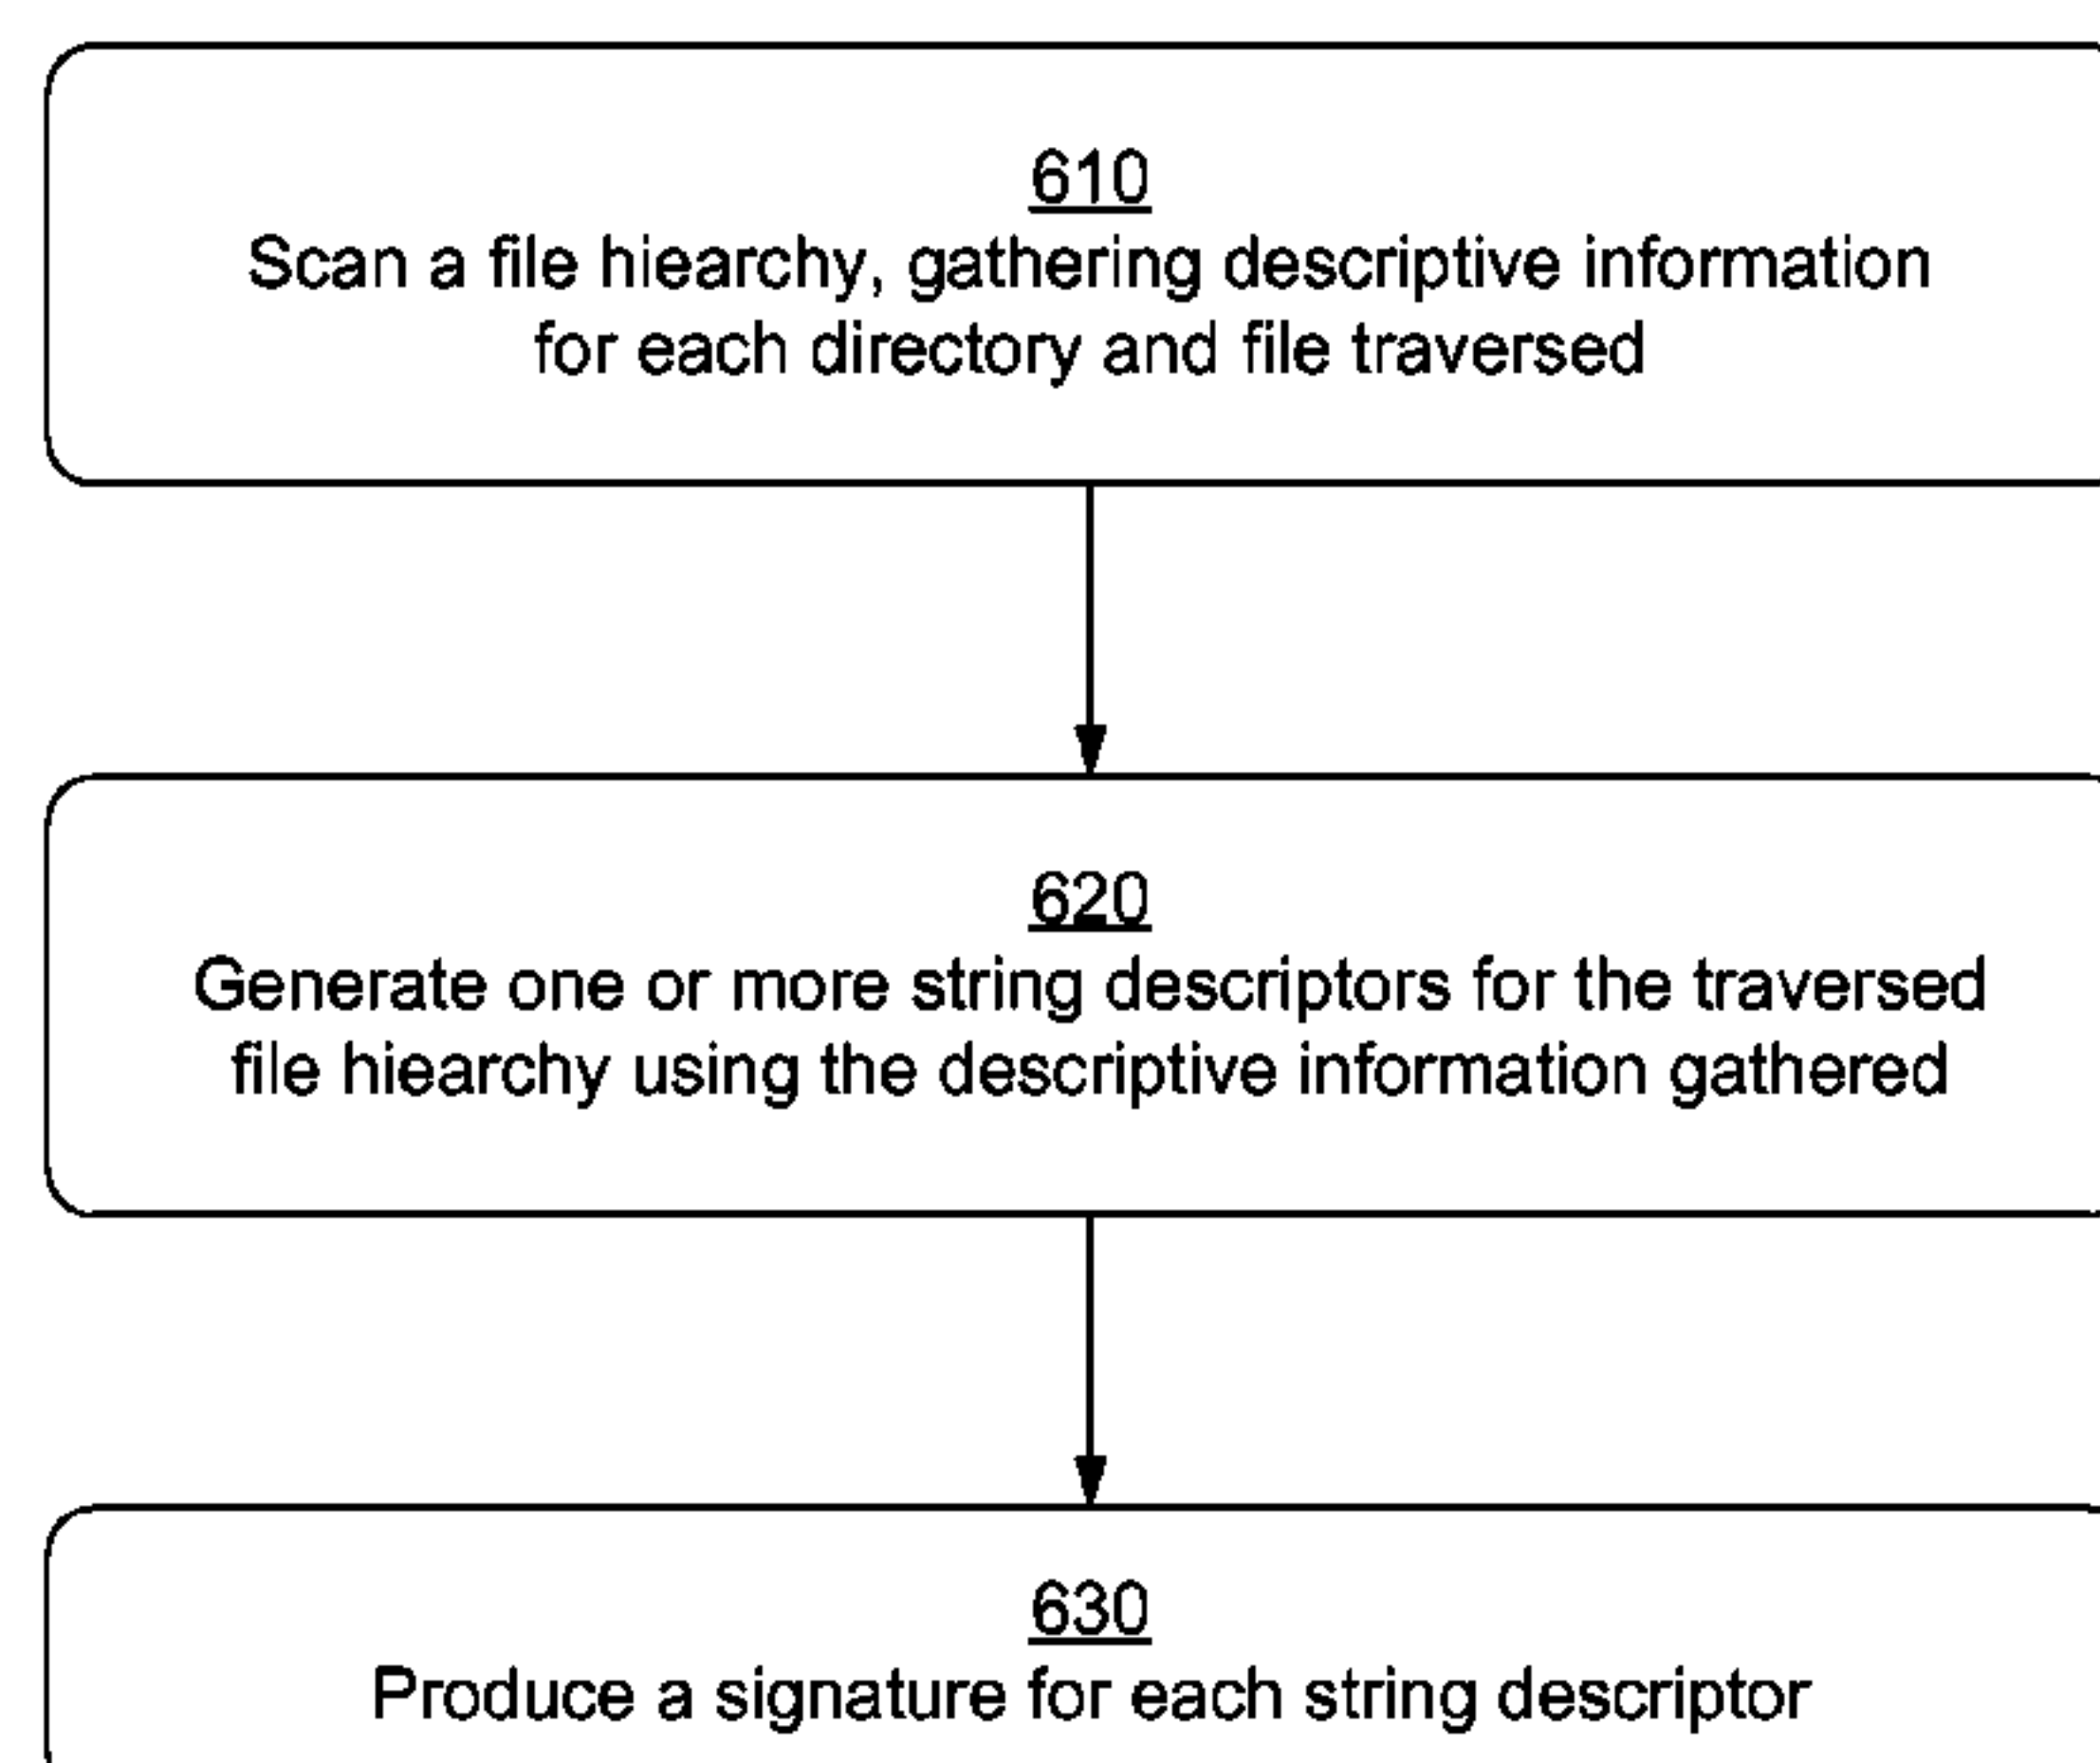 610
Scan a file hiearchy, gathering descriptive information
for each directory and file traversed
620
Generate one or more string descriptors for the traversed
file hiearchy using the descriptive information gathered
630
Produce a signature for each string descriptor